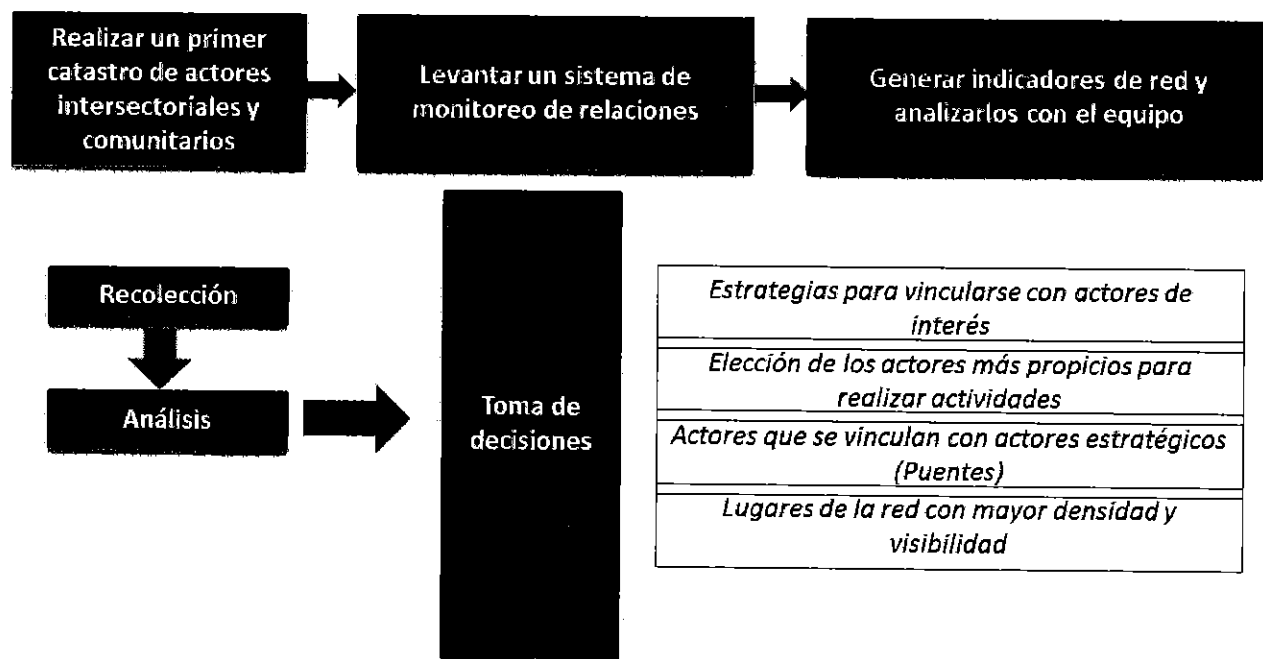 Realizar un primer
catastro de actores
intersectoriales y
comunitarios
Levantar un sistema de
monitoreo de relaciones
Generar indicadores de red y
analizarlos con el equipo
Recolección
Análisis
Toma de
decisiones
Estrategias para vincularse con actores de
interés
Elección de los actores más propicios para
realizar actividades
Actores que se vinculan con actores estratégicos
(Puentes)
Lugares de la red con mayor densidad y
visibilidad